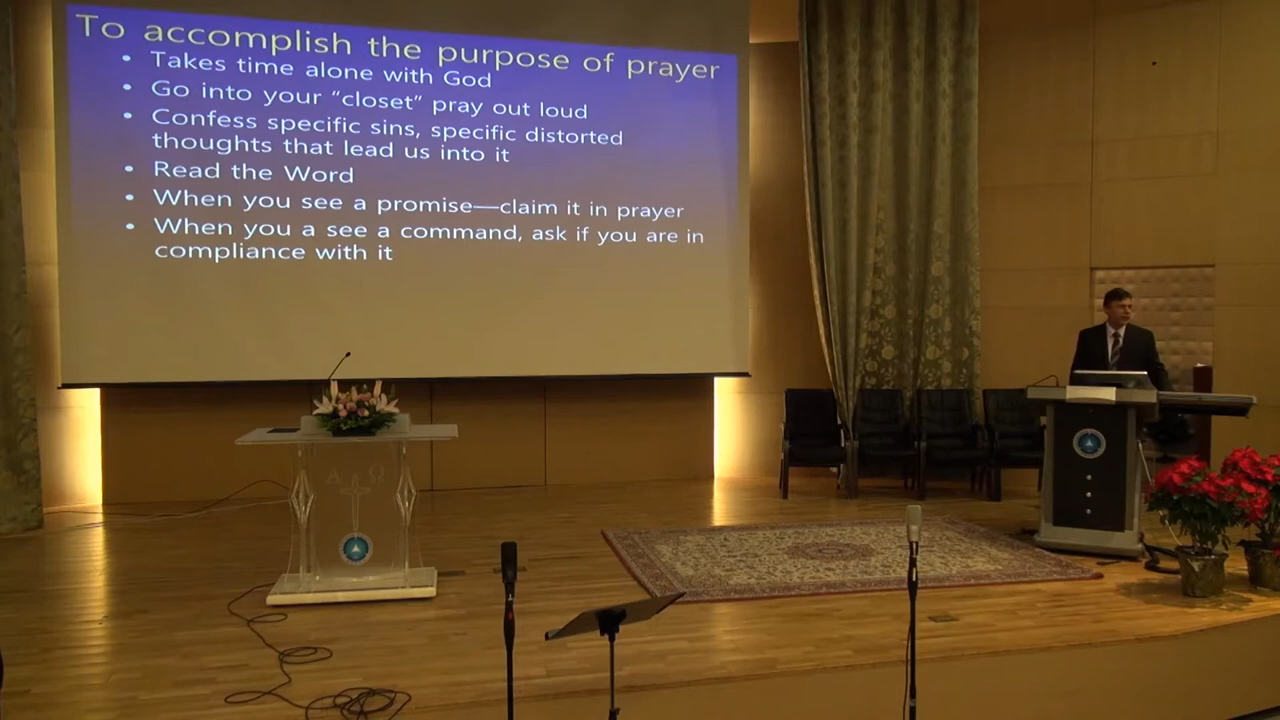 To accomplish the purpose of prayer
• Takes time alone with God
• Go into your “closet” pray out loud
• Confess specific sins, specific distorted
thoughts that lead us into it
• Read the Word
• When you see a promise—claim it in prayer
• When you a see a command, ask if you are in
compliance with it
Α Ω